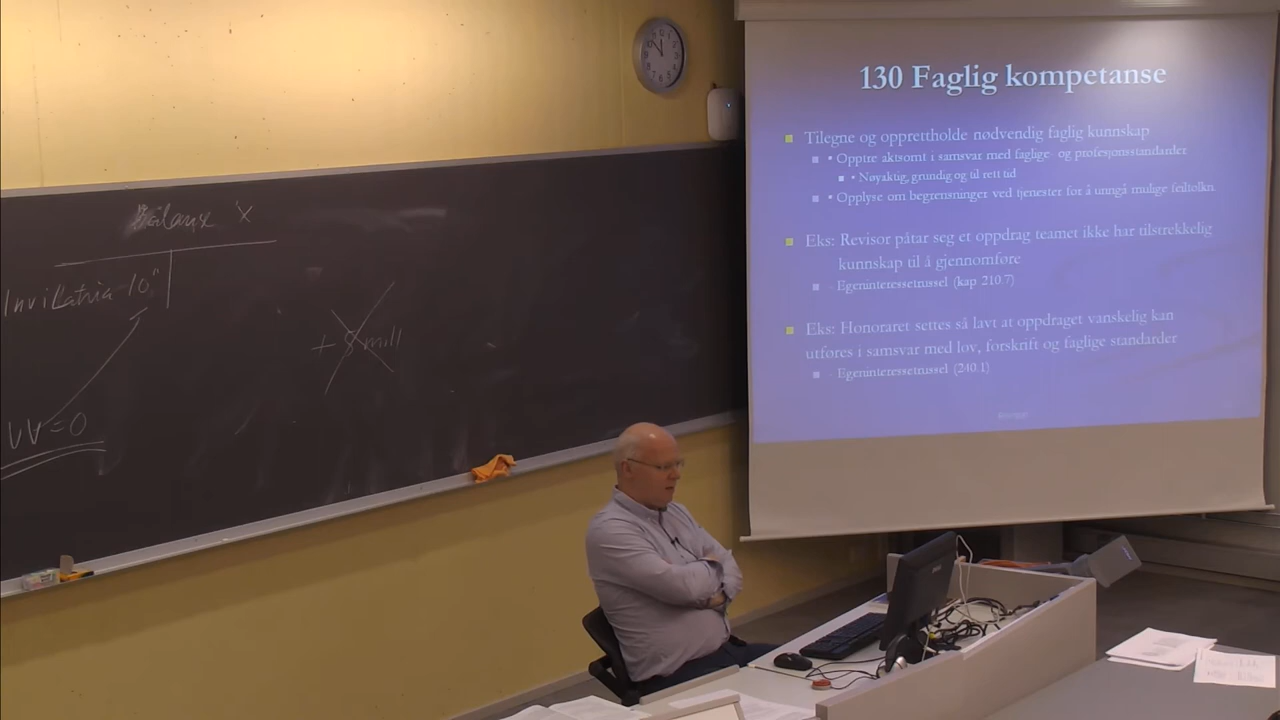 Balanse X
Invillatria 10"
+ 8 mill
VV=0
130 Faglig kompetanse
Tilegne og opprettholde nødvendig faglig kunnskap
• Opptre aktsomt i samsvar med faglige- og profesjonsstandarder
• Nøyaktig, grundig og til rett tid
• Opplyse om begrensninger ved tjenester for å unngå mulige feiltolkn.
Eks: Revisor påtar seg et oppdrag teamet ikke har tilstrekkelig
kunnskap til å gjennomføre
Egeninteressetrussel (kap 210.7)
Eks: Honoraret settes så lavt at oppdraget vanskelig kan
utføres i samsvar med lov, forskrift og faglige standarder
Egeninteressetrussel (240.1)